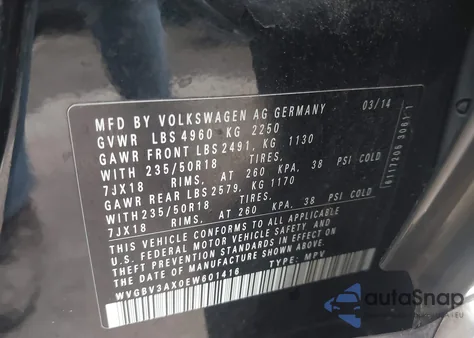 MFD BY VOLKSWAGEN AG GERMANY 03/14
GVWR LBS 4960 KG 2250
GAWR FRONT LBS 2491, KG 1130
WITH 235/50R18 TIRES,
7JX18 RIMS, AT 260 KPA, 38 PSI COLD
GAWR REAR LBS 2579, KG 1170
WITH 235/50R18 TIRES,
7JX18 RIMS, AT 260 KPA, 38 PSI COLD
THIS VEHICLE CONFORMS TO ALL APPLICABLE
U.S. FEDERAL MOTOR VEHICLE SAFETY AND
THEFT PREVENTION STANDARDS IN EFFECT ON
THE DATE OF MANUFACTURE SHOWN ABOVE
WVGBV3AX0EW601416 TYPE: MPV
autaSnap